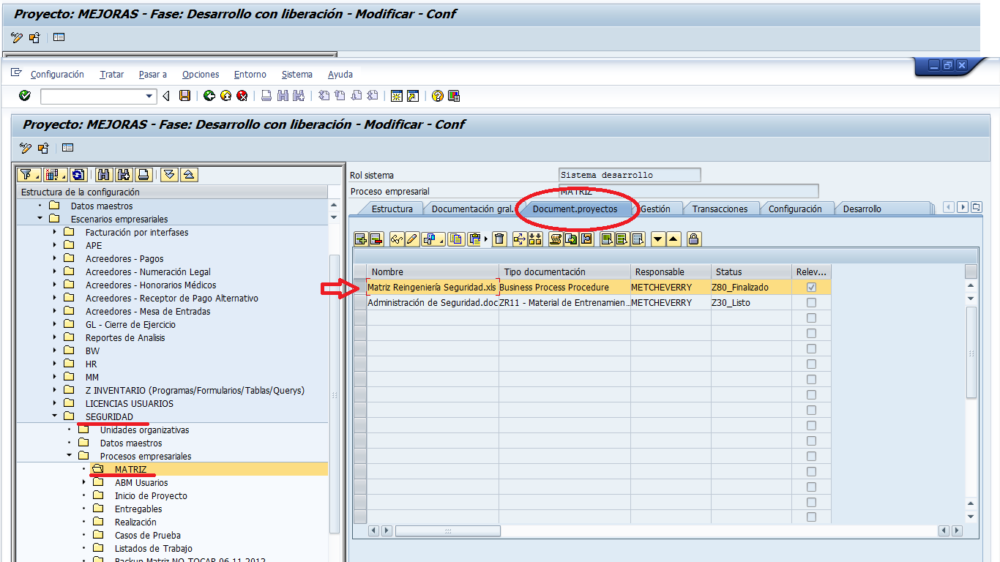 Proyecto: MEJORAS - Fase: Desarrollo con liberación - Modificar - Conf
Configuración Tratar Pasar a Opciones Entorno Sistema Ayuda
Proyecto: MEJORAS - Fase: Desarrollo con liberación - Modificar - Conf
Estructura de la configuración
Datos maestros
Escenarios empresariales
Facturación por interfases
APE
Acreedores - Pagos
Acreedores - Numeración Legal
Acreedores - Honorarios Médicos
Acreedores - Receptor de Pago Alternativo
Acreedores - Mesa de Entradas
GL - Cierre de Ejercicio
Reportes de Analisis
BW
HR
MM
Z INVENTARIO (Programas/Formularios/Tablas/Querys)
LICENCIAS USUARIOS
SEGURIDAD
Unidades organizativas
Datos maestros
Procesos empresariales
MATRIZ
ABM Usuarios
Inicio de Proyecto
Entregables
Realización
Casos de Prueba
Listados de Trabajo
Backup Matriz NO TOCAR 06.11.2012
Rol sistema Sistema desarrollo
Proceso empresarial MATRIZ
Estructura Documentación gral. Document.proyectos Gestión Transacciones Configuración Desarrollo
Nombre Tipo documentación Responsable Status Relev...
Matriz Reingeniería Seguridad.xls Business Process Procedure METCHEVERRY Z80_Finalizado
Administración de Seguridad.doc ZR11 - Material de Entrenamien... METCHEVERRY Z30_Listo